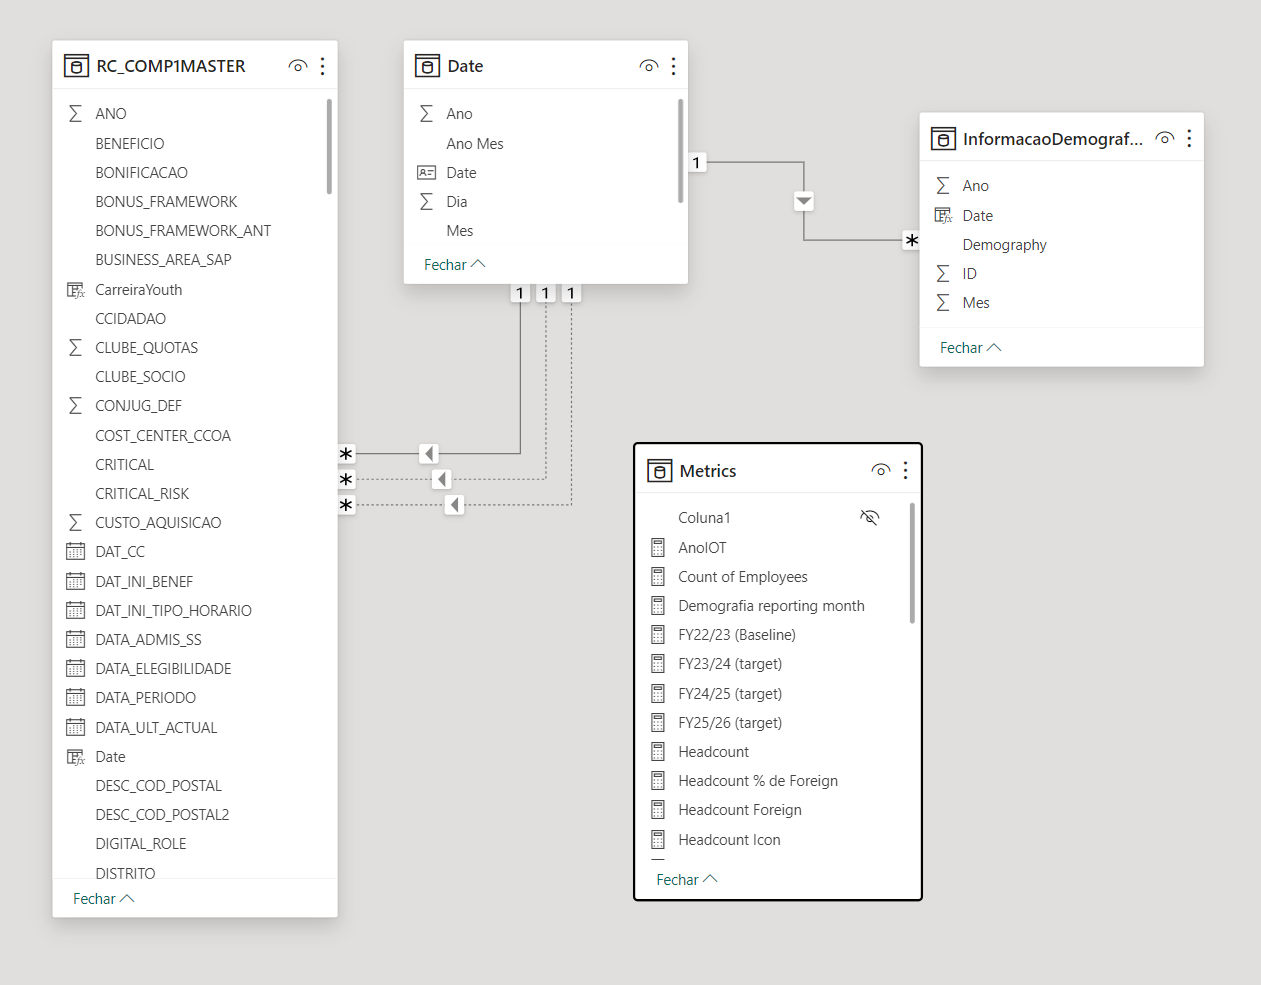 RC_COMP1MASTER
ANO
BENEFICIO
BONIFICACAO
BONUS_FRAMEWORK
BONUS_FRAMEWORK_ANT
BUSINESS_AREA_SAP
CarreiraYouth
CCIDADAO
CLUBE_QUOTAS
CLUBE_SOCIO
CONJUG_DEF
COST_CENTER_CCOA
CRITICAL
CRITICAL_RISK
CUSTO_AQUISICAO
DAT_CC
DAT_INI_BENEF
DAT_INI_TIPO_HORARIO
DATA_ADMIS_SS
DATA_ELEGIBILIDADE
DATA_PERIODO
DATA_ULT_ACTUAL
Date
DESC_COD_POSTAL
DESC_COD_POSTAL2
DIGITAL_ROLE
DISTRITO
Fechar
Date
Ano
Ano Mes
Date
Dia
Mes
Fechar
1
1 1 1
*
*
*
*
InformacaoDemograf...
Ano
Date
Demography
ID
Mes
Fechar
Metrics
Coluna1
AnoIOT
Count of Employees
Demografia reporting month
FY22/23 (Baseline)
FY23/24 (target)
FY24/25 (target)
FY25/26 (target)
Headcount
Headcount % de Foreign
Headcount Foreign
Headcount Icon
Fechar